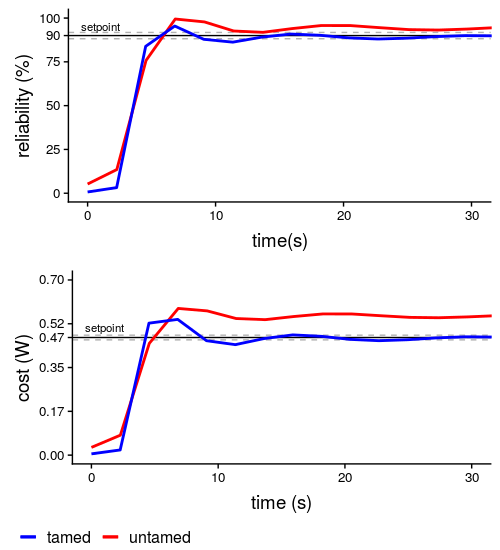 100
setpoint
90
75
50
25
0
reliability (%)
0 10 20 30
time(s)
0.70
0.52
setpoint
0.47
0.35
0.17
0.00
cost (W)
0 10 20 30
time (s)
tamed untamed